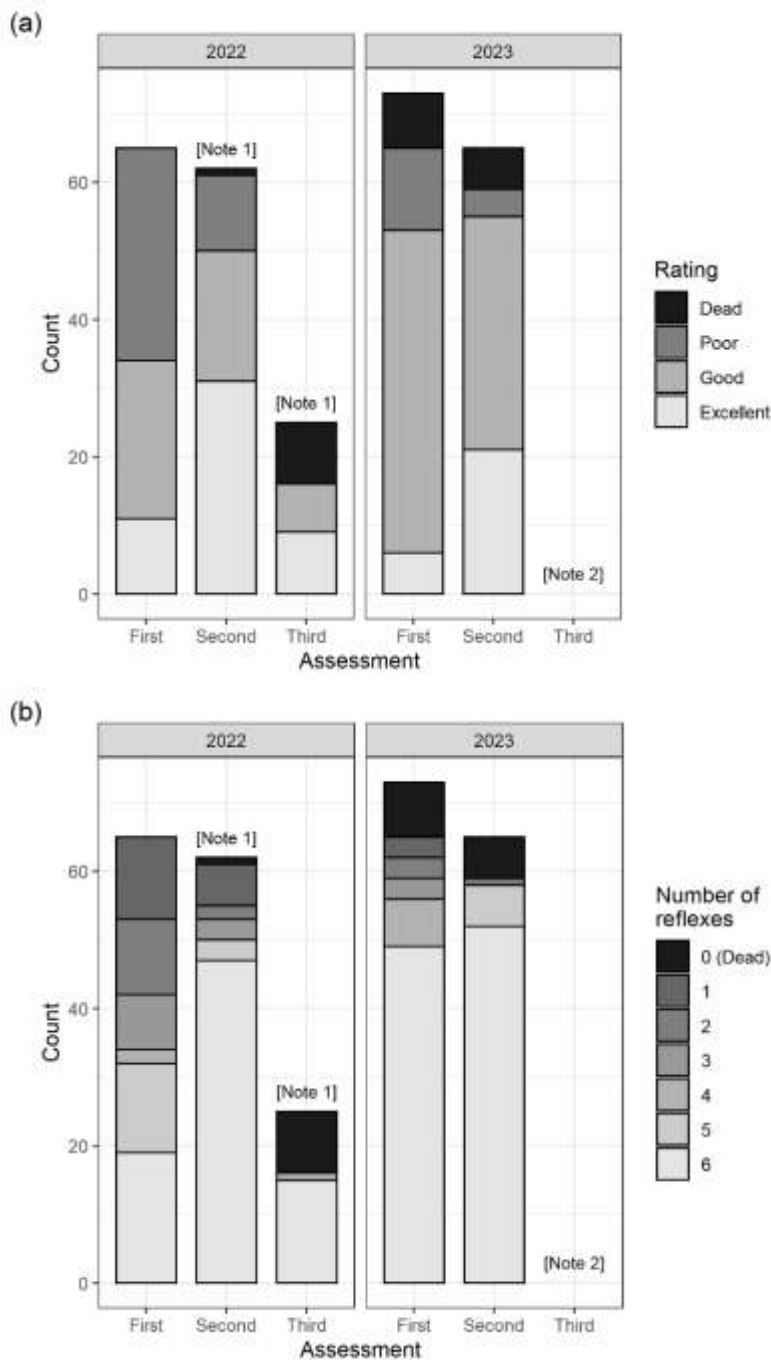 (a)
2022 2023
[Note 1]
60
Rating
Dead
40
Poor
Count
Good
[Note 1]
Excellent
20
[Note 2]
0
First Second Third First Second Third
Assessment
(b)
2022 2023
[Note 1]
60
Number of
reflexes
0 (Dead)
40
1
Count
2
3
[Note 1]
4
20
5
6
[Note 2]
0
First Second Third First Second Third
Assessment